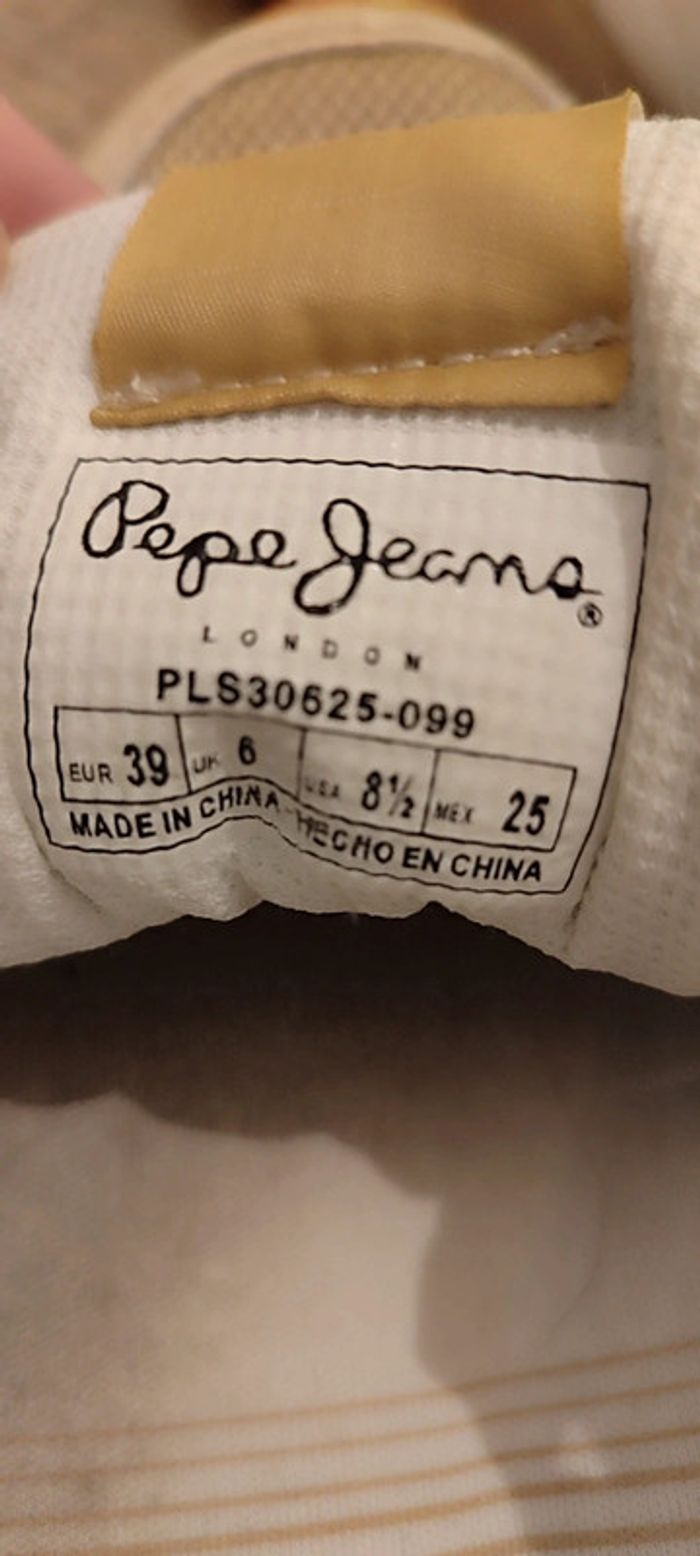 Pepe Jeans®
LONDON
PLS30625-099
EUR 39 UK 6 USA 8½ MEX 25
MADE IN CHINA-HECHO EN CHINA